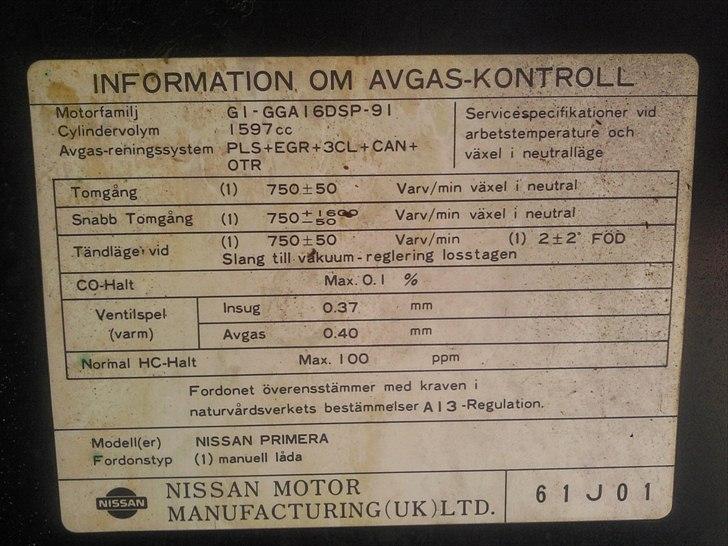 INFORMATION OM AVGAS-KONTROLL
Motorfamilj G1-GGA16DSP-91
Cylindervolym 1597cc
Avgas-reningssystem PLS+EGR+3CL+CAN+
OTR
Servicespecifikationer vid
arbetstemperature och
växel i neutralläge
Tomgång (1) 750±50 Varv/min växel i neutral
Snabb Tomgång (1) 750 +1600 -50 Varv/min växel i neutral
Tändläge vid (1) 750±50 Varv/min (1) 2±2° FÖD
Slang till vakuum-reglering losstagen
CO-Halt Max. 0.1 %
Ventilspel (varm) Insug 0.37 mm
Avgas 0.40 mm
Normal HC-Halt Max. 100 ppm
Fordonet överensstämmer med kraven i
naturvårdsverkets bestämmelser A13-Regulation.
Modell(er) NISSAN PRIMERA
Fordonstyp (1) manuell låda
NISSAN
NISSAN MOTOR
MANUFACTURING(UK)LTD.
61J01